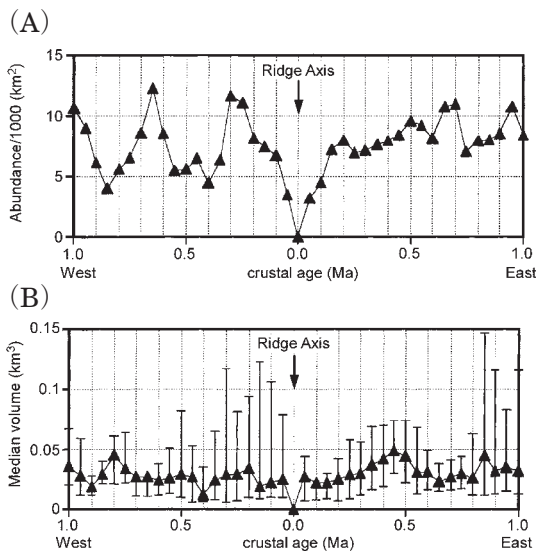 (A)
15
10
5
0
Abundance/1000 (km²)
Ridge Axis
1.0 0.5 0.0 0.5 1.0
West crustal age (Ma) East
(B)
0.15
0.1
0.05
0
Median volume (km³)
Ridge Axis
1.0 0.5 0.0 0.5 1.0
West crustal age (Ma) East